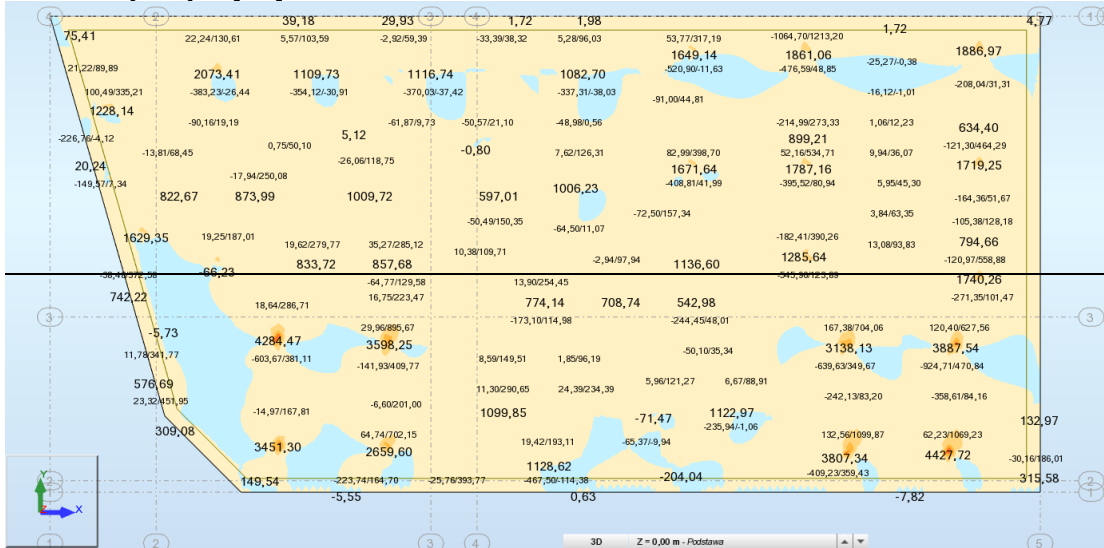 1 2 3 4 5
39,18 29,93 1,72 1,98 4,77 1
75,41 22,24/130,61 5,57/103,59 -2,92/59,39 -33,39/38,32 5,28/96,03 53,77/317,19 -1064,70/1213,20 1,72
1649,14 1861,06 1886,97
21,22/89,89 2073,41 1109,73 1116,74 1082,70 -520,90/-11,63 -476,59/48,85 -25,27/-0,38
100,49/335,21 -383,23/-26,44 -354,12/-30,91 -370,03/-37,42 -337,31/-38,03 -91,00/44,81 -16,12/-1,01 -208,04/31,31
1228,14
-90,16/19,19 -61,87/9,73 -50,57/21,10 -48,98/0,56 -214,99/273,33 1,06/12,23 634,40
-226,76/-4,12 5,12 899,21
0,75/50,10 -121,30/464,29
-13,81/68,45 -26,06/118,75 -0,80 7,62/126,31 82,99/398,70 52,16/534,71 9,94/36,07
20,24 1671,64 1787,16 1719,25
-149,57/7,34 -17,94/250,08 -408,81/41,99 -395,52/80,94 5,95/45,30
822,67 873,99 1009,72 597,01 1006,23 -164,36/51,67
-50,49/150,35 -64,50/11,07 -72,50/157,34 3,84/63,35 -105,38/128,18
1629,35 19,25/187,01 19,62/279,77 35,27/285,12 10,38/109,71 -182,41/390,26 13,08/93,83 794,66
-66,23 833,72 857,68 -2,94/97,94 1136,60 1285,64 -120,97/558,88
-64,77/129,58 13,90/254,45 1740,26
742,22 18,64/286,71 16,75/223,47 774,14 708,74 542,98 -271,35/101,47
3 -173,10/114,98 -244,45/48,01 3
-5,73 29,96/895,67 167,38/704,06 120,40/627,56
4284,47 3598,25 3138,13 3887,54
11,78/341,77 -603,67/381,11 -141,93/409,77 8,59/149,51 1,85/96,19 -50,10/35,34 -639,63/349,67 -924,71/470,84
576,69 11,30/290,65 24,39/234,39 5,96/121,27 6,67/88,91
23,32/451,95 -14,97/167,81 -6,60/201,00 1099,85 -71,47 1122,97 -242,13/83,20 -358,61/84,16
309,08 -235,94/-1,06 132,97
3451,30 64,74/702,15 2659,60 19,42/193,11 -65,37/-9,94 132,56/1099,87 62,23/1069,23
1128,62 3807,34 4427,72 -30,16/186,01
149,54 -223,74/164,70 -25,76/393,77 -467,50/-114,38 -204,04 -409,23/359,43 315,58
2 2
-5,55 0,63 -7,82 1
Y
Z X
1 2 3 4 5
3D Z = 0,00 m - Podstawa